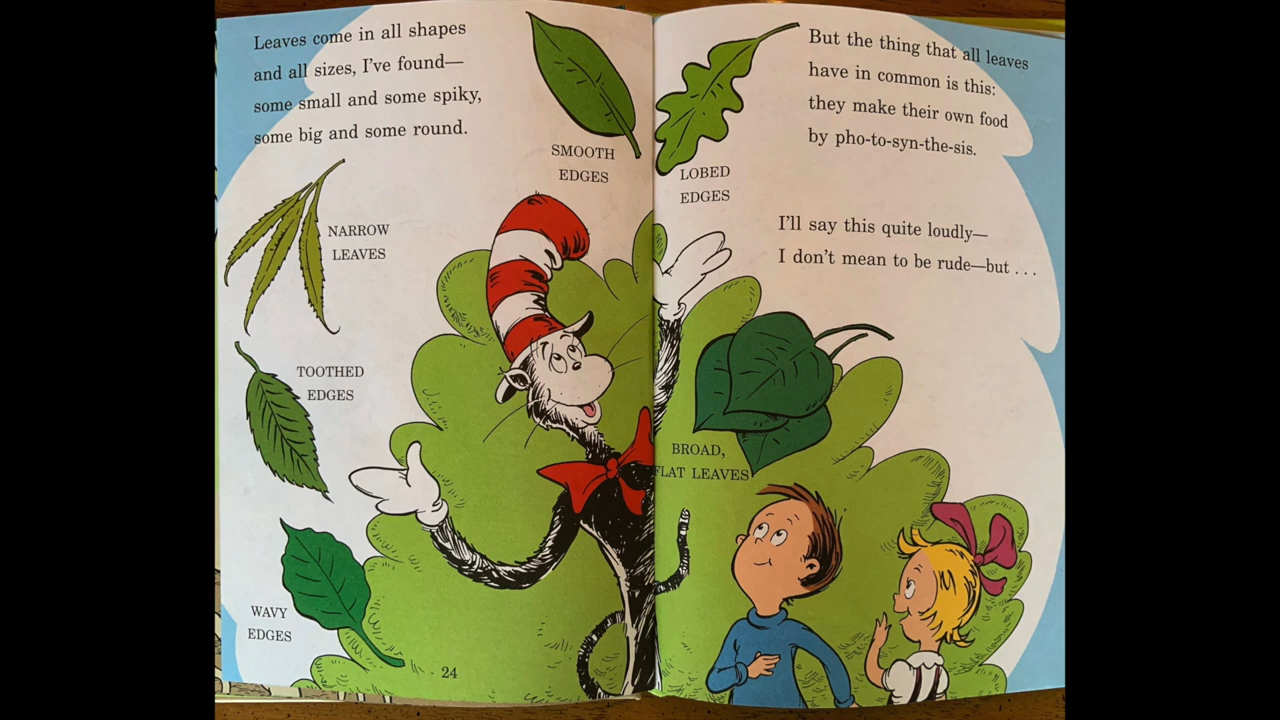 Leaves come in all shapes
and all sizes, I've found—
some small and some spiky,
some big and some round.
SMOOTH
EDGES
NARROW
LEAVES
TOOTHED
EDGES
WAVY
EDGES
24
But the thing that all leaves
have in common is this:
they make their own food
by pho-to-syn-the-sis.
LOBED
EDGES
I'll say this quite loudly—
I don't mean to be rude—but . . .
BROAD,
FLAT LEAVES